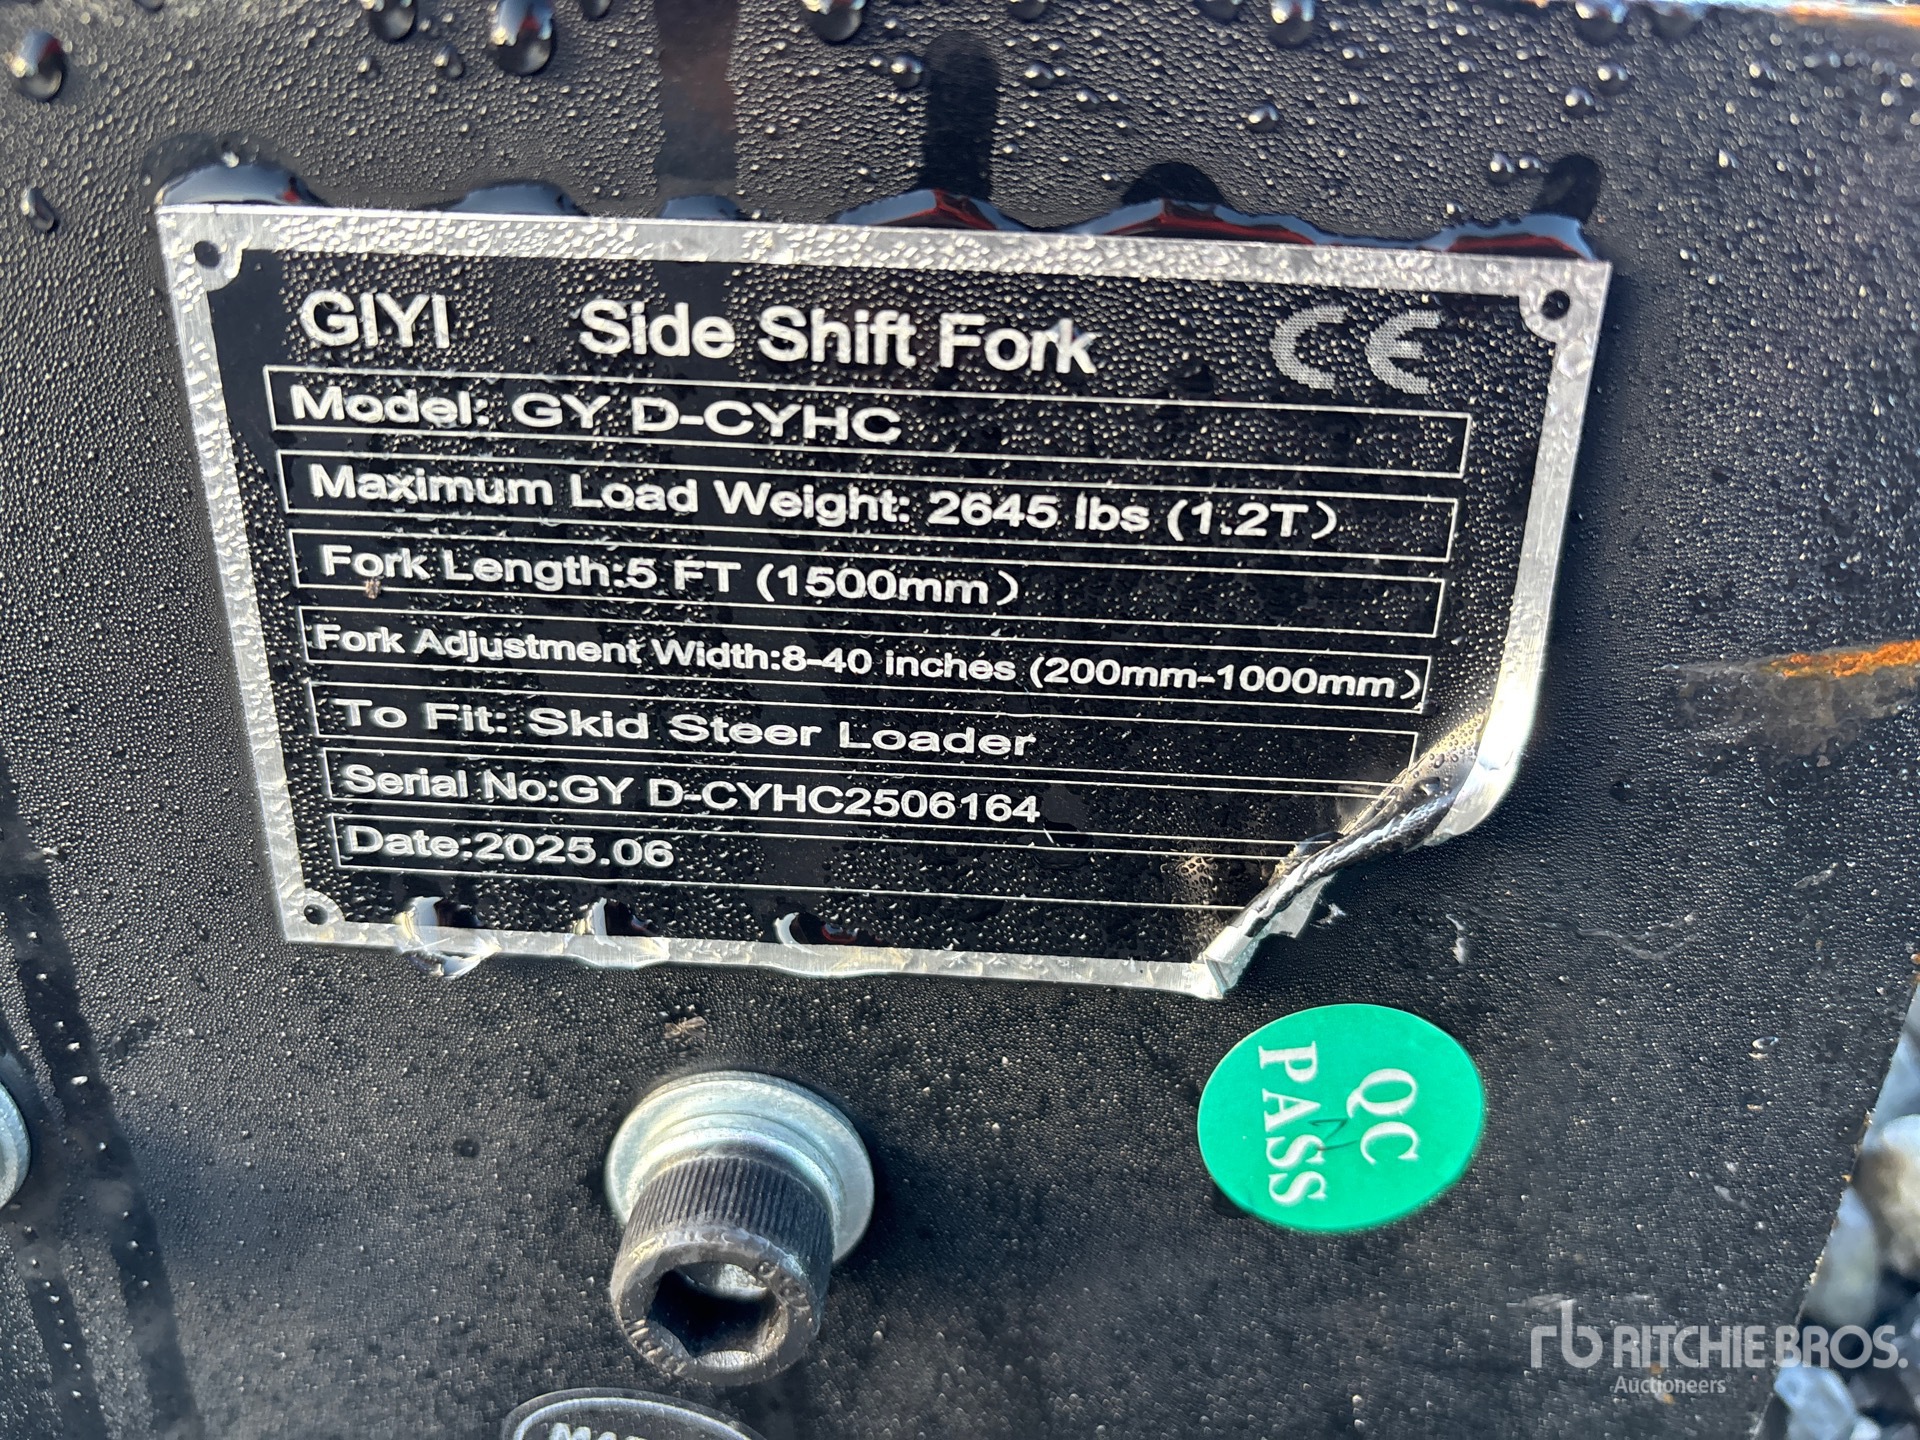 GIYI Side Shift Fork CE
Model: GY D-CYHC
Maximum Load Weight: 2645 lbs (1.2T)
Fork Length:5 FT (1500mm)
Fork Adjustment Width:8-40 inches (200mm-1000mm)
To Fit: Skid Steer Loader
Serial No:GY D-CYHC2506164
Date:2025.06
QC
PASS
rb RITCHIE BROS.
Auctioneers